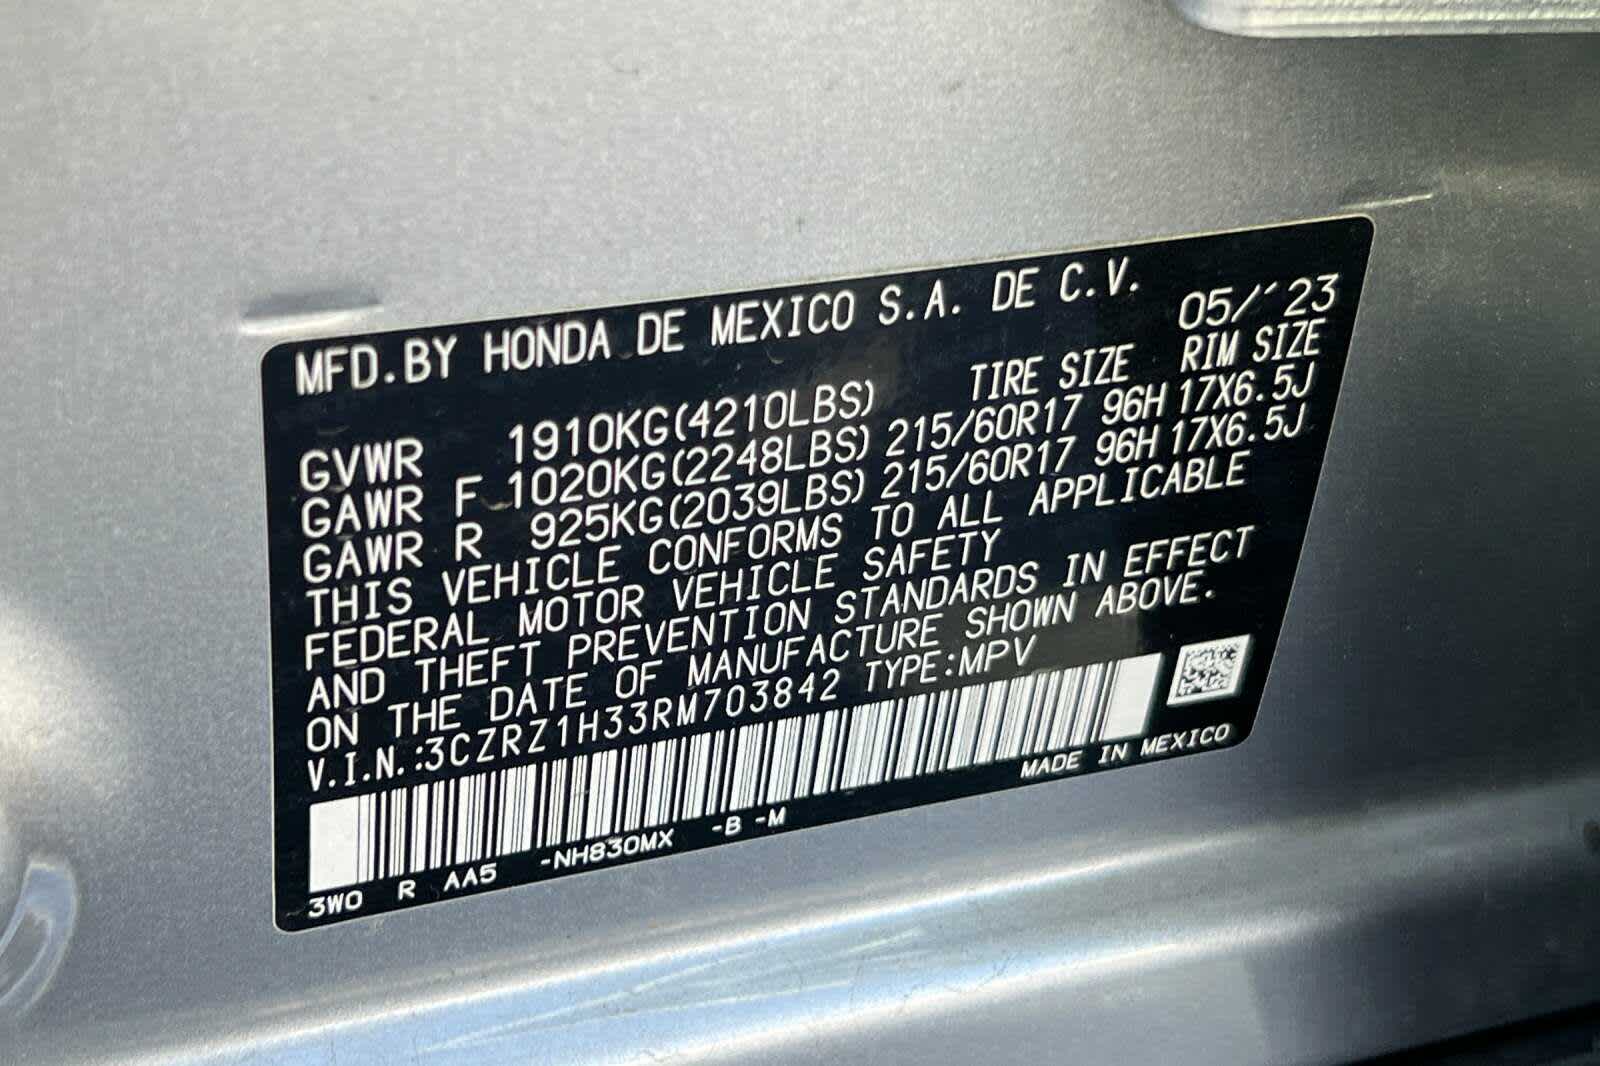 MFD.BY HONDA DE MEXICO S.A. DE C.V.
05/'23
TIRE SIZE RIM SIZE
GVWR 1910KG(4210LBS)
GAWR F 1020KG(2248LBS) 215/60R17 96H 17X6.5J
GAWR R 925KG(2039LBS) 215/60R17 96H 17X6.5J
THIS VEHICLE CONFORMS TO ALL APPLICABLE
FEDERAL MOTOR VEHICLE SAFETY
AND THEFT PREVENTION STANDARDS IN EFFECT
ON THE DATE OF MANUFACTURE SHOWN ABOVE.
V.I.N.:3CZRZ1H33RM703842 TYPE:MPV
MADE IN MEXICO
3W0 R AA5 -NH830MX -B -M